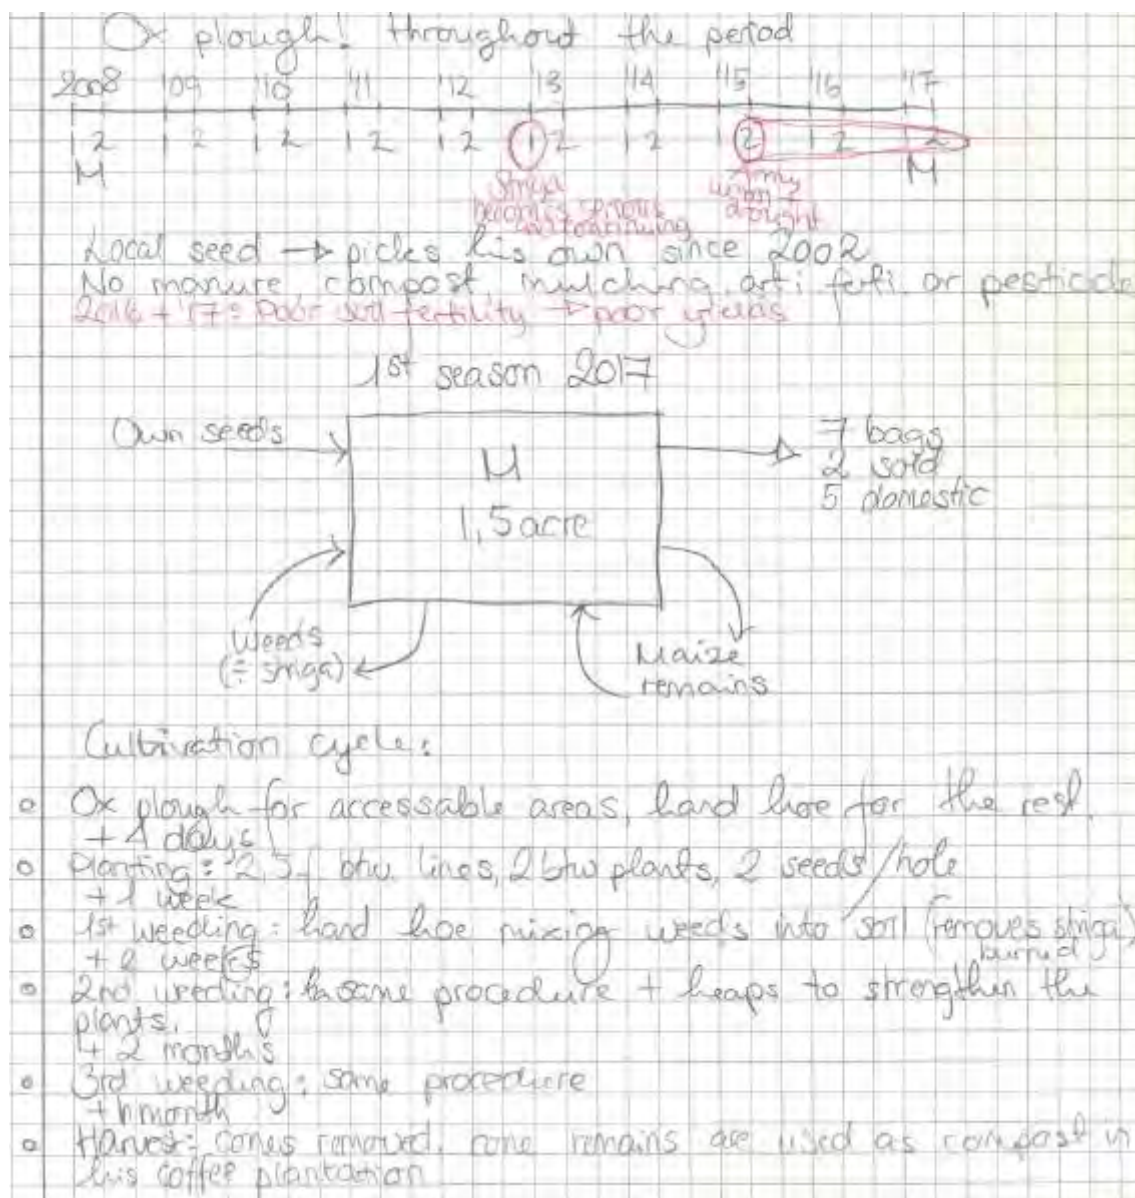 Ox plough! throughout the period
2008 '09 '10 '11 '12 '13 '14 '15 '16 '17
1 2 1 2 1 2 1 2 1 2 1 2 1 2 2 1 2 1 2
M M
Striga becomes serious
Army worm drought
Local seed → picks his own since 2002
No manure compost mulching arti ferti or pesticide
2016 + '17: Poor soil fertility → poor yields
1st season 2017
Own seeds
M
1,5 acre
7 bags
2 sold
5 domestic
Weeds
(÷ striga)
Maize
remains
Cultivation cycle:
Ox plough for accessable areas, hand hoe for the rest.
days
Planting: 2,5f btw. lines, 2 btw plants, 2 seeds/hole
+ 1 week
1st weeding: hand hoe mixing weeds into soil (removes striga)
burried
+ 2 weeks
2nd weeding: same procedure + heaps to strengthen the
plants.
+ 2 months
3rd weeding: same procedure
month
Harvest: cones removed. cone remains are used as compost in
his coffee plantation